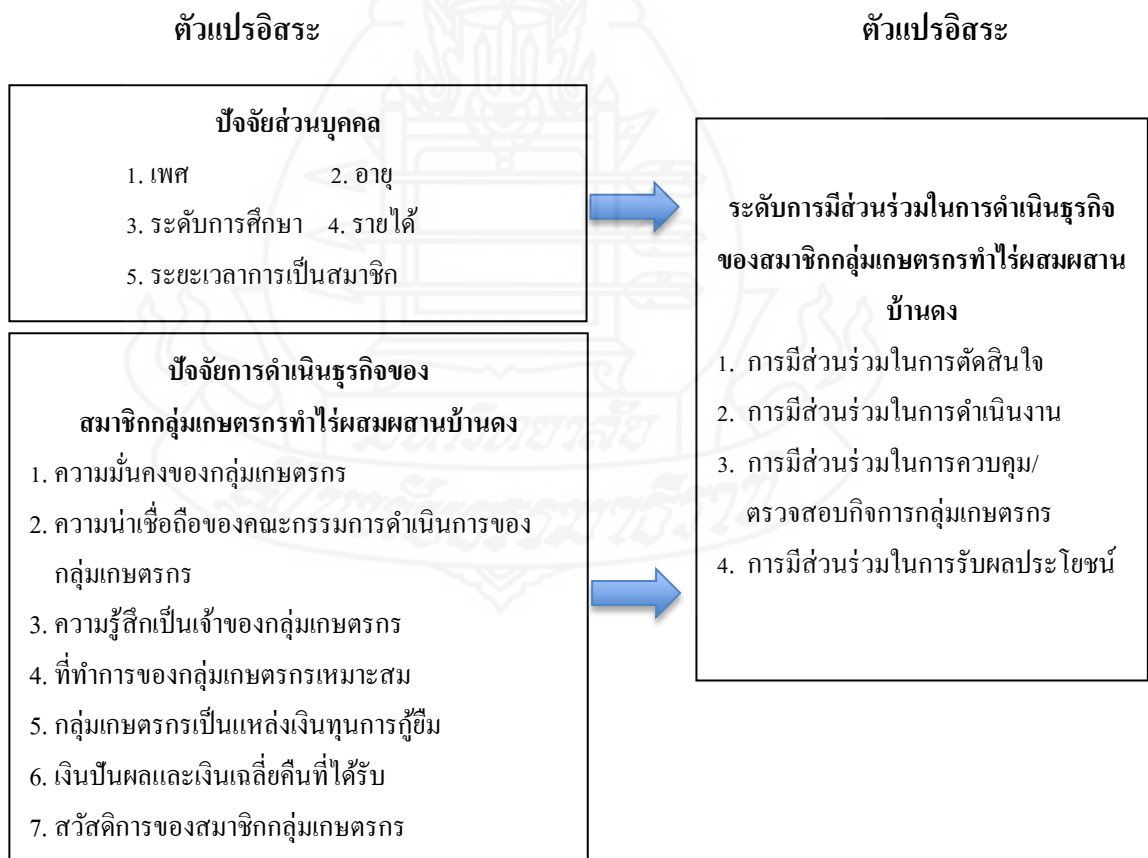 ตัวแปรอิสระ
ปัจจัยส่วนบุคคล
1. เพศ 2. อายุ
3. ระดับการศึกษา 4. รายได้
5. ระยะเวลาการเป็นสมาชิก
ปัจจัยการดำเนินธุรกิจของ
สมาชิกกลุ่มเกษตรกรทำไร่ผสมผสานบ้านดง
1. ความมั่นคงของกลุ่มเกษตรกร
2. ความน่าเชื่อถือของคณะกรรมการดำเนินการของ
กลุ่มเกษตรกร
3. ความรู้สึกเป็นเจ้าของกลุ่มเกษตรกร
4. ที่ทำการของกลุ่มเกษตรกรเหมาะสม
5. กลุ่มเกษตรกรเป็นแหล่งเงินทุนการกู้ยืม
6. เงินปันผลและเงินเฉลี่ยคืนที่ได้รับ
7. สวัสดิการของสมาชิกกลุ่มเกษตรกร
ตัวแปรอิสระ
ระดับการมีส่วนร่วมในการดำเนินธุรกิจ
ของสมาชิกกลุ่มเกษตรกรทำไร่ผสมผสาน
บ้านดง
1. การมีส่วนร่วมในการตัดสินใจ
2. การมีส่วนร่วมในการดำเนินงาน
3. การมีส่วนร่วมในการควบคุม/
ตรวจสอบกิจการกลุ่มเกษตรกร
4. การมีส่วนร่วมในการรับผลประโยชน์
มหาวิทยาลัย
สุโขทัยธรรมาธิราช